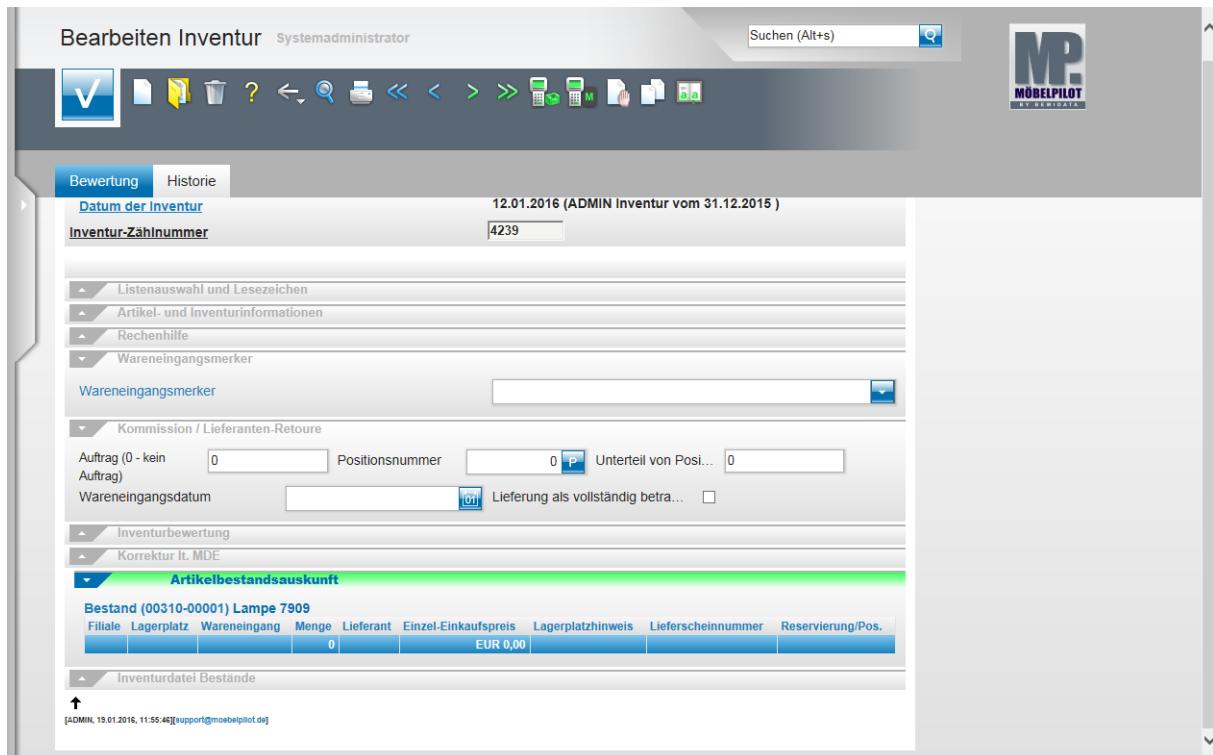 Bearbeiten Inventur Systemadministrator
Suchen (Alt+s)
MP.
MÖBELPILOT
BY BEMIDATA
Bewertung Historie
Datum der Inventur 12.01.2016 (ADMIN Inventur vom 31.12.2015 )
Inventur-Zählnummer 4239
Listenauswahl und Lesezeichen
Artikel- und Inventurinformationen
Rechenhilfe
Wareneingangsmerker
Wareneingangsmerker
Kommission / Lieferanten-Retoure
Auftrag (0 - kein Auftrag) 0 Positionsnummer 0 P Unterteil von Posi... 0
Wareneingangsdatum 01 Lieferung als vollständig betra...
Inventurbewertung
Korrektur lt. MDE
Artikelbestandsauskunft
Bestand (00310-00001) Lampe 7909
Filiale Lagerplatz Wareneingang Menge Lieferant Einzel-Einkaufspreis Lagerplatzhinweis Lieferscheinnummer Reservierung/Pos.
0 EUR 0,00
Inventurdatei Bestände
[ADMIN, 19.01.2016, 11:55:46][support@moebelpilot.de]